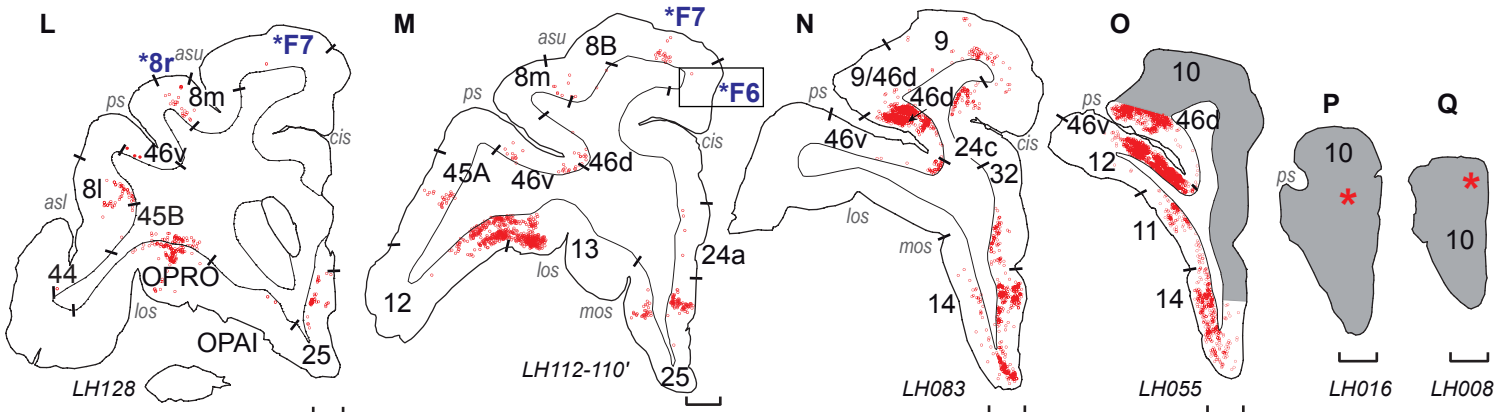 L
*8r
asu
*F7
8m
ps
46v
8l
asl
45B
44
OPRO
los
OPAI
25
cis
LH128
M
*F7
8B
8m
*F6
ps
cis
46d
45A
46v
13
los
24a
12
mos
25
LH112-110'
N
9
9/46d
46d
ps
46v
24c
cis
32
los
mos
14
LH083
O
10
ps
46v
46d
12
11
14
LH055
P
10
ps
*
LH016
Q
*
10
LH008